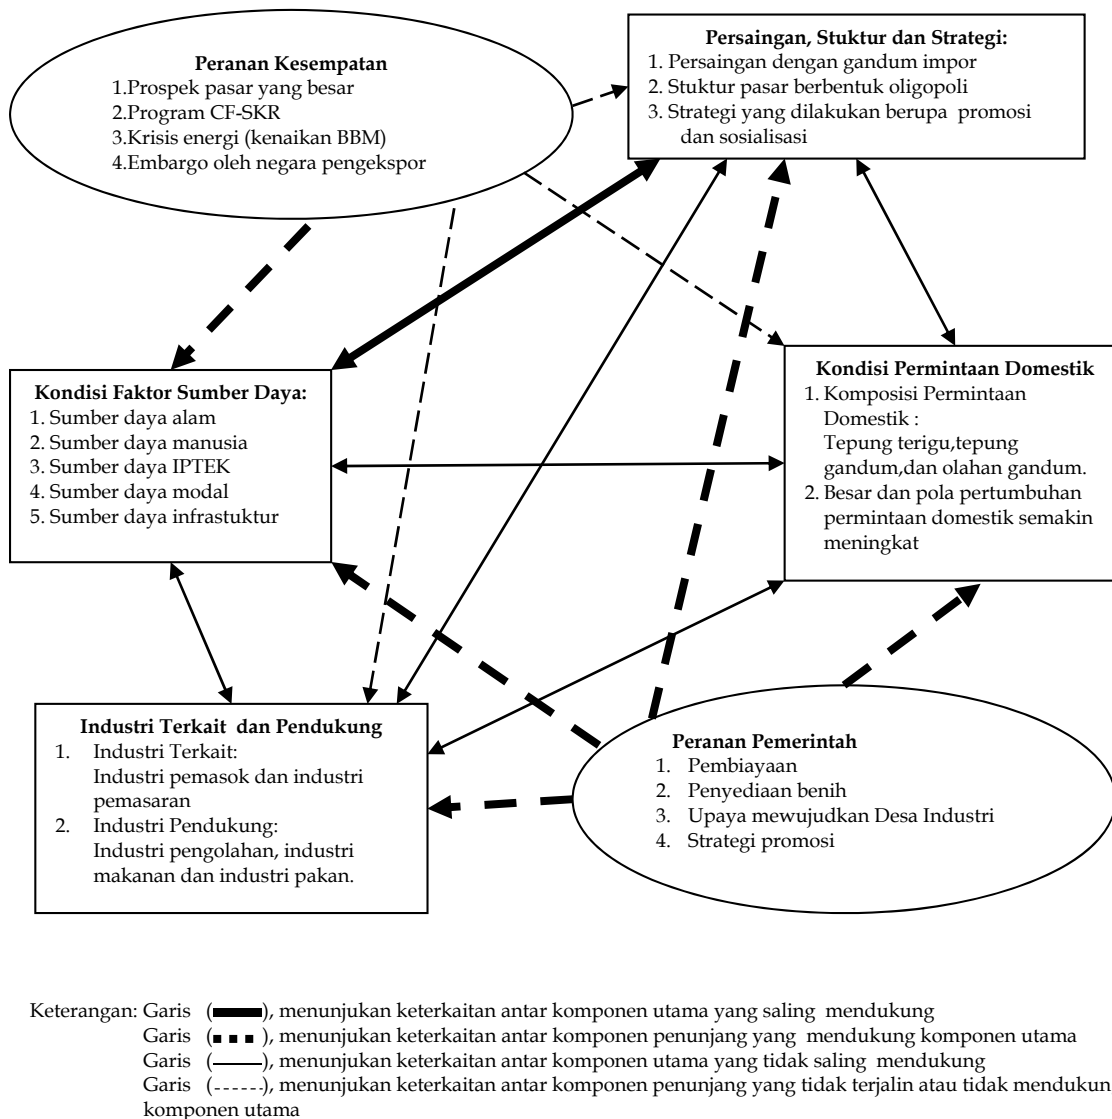 Peranan Kesempatan
1.Prospek pasar yang besar
2.Program CF-SKR
3.Krisis energi (kenaikan BBM)
4.Embargo oleh negara pengekspor
Persaingan, Stuktur dan Strategi:
1. Persaingan dengan gandum impor
2. Stuktur pasar berbentuk oligopoli
3. Strategi yang dilakukan berupa promosi
dan sosialisasi
Kondisi Faktor Sumber Daya:
1. Sumber daya alam
2. Sumber daya manusia
3. Sumber daya IPTEK
4. Sumber daya modal
5. Sumber daya infrastuktur
Kondisi Permintaan Domestik
1. Komposisi Permintaan
Domestik :
Tepung terigu,tepung
gandum,dan olahan gandum.
2. Besar dan pola pertumbuhan
permintaan domestik semakin
meningkat
Industri Terkait dan Pendukung
1. Industri Terkait:
Industri pemasok dan industri
pemasaran
2. Industri Pendukung:
Industri pengolahan, industri
makanan dan industri pakan.
Peranan Pemerintah
1. Pembiayaan
2. Penyediaan benih
3. Upaya mewujudkan Desa Industri
4. Strategi promosi
Keterangan: Garis (), menunjukan keterkaitan antar komponen utama yang saling mendukung
Garis (), menunjukan keterkaitan antar komponen penunjang yang mendukung komponen utama
Garis (), menunjukan keterkaitan antar komponen utama yang tidak saling mendukung
Garis (------), menunjukan keterkaitan antar komponen penunjang yang tidak terjalin atau tidak mendukun
komponen utama